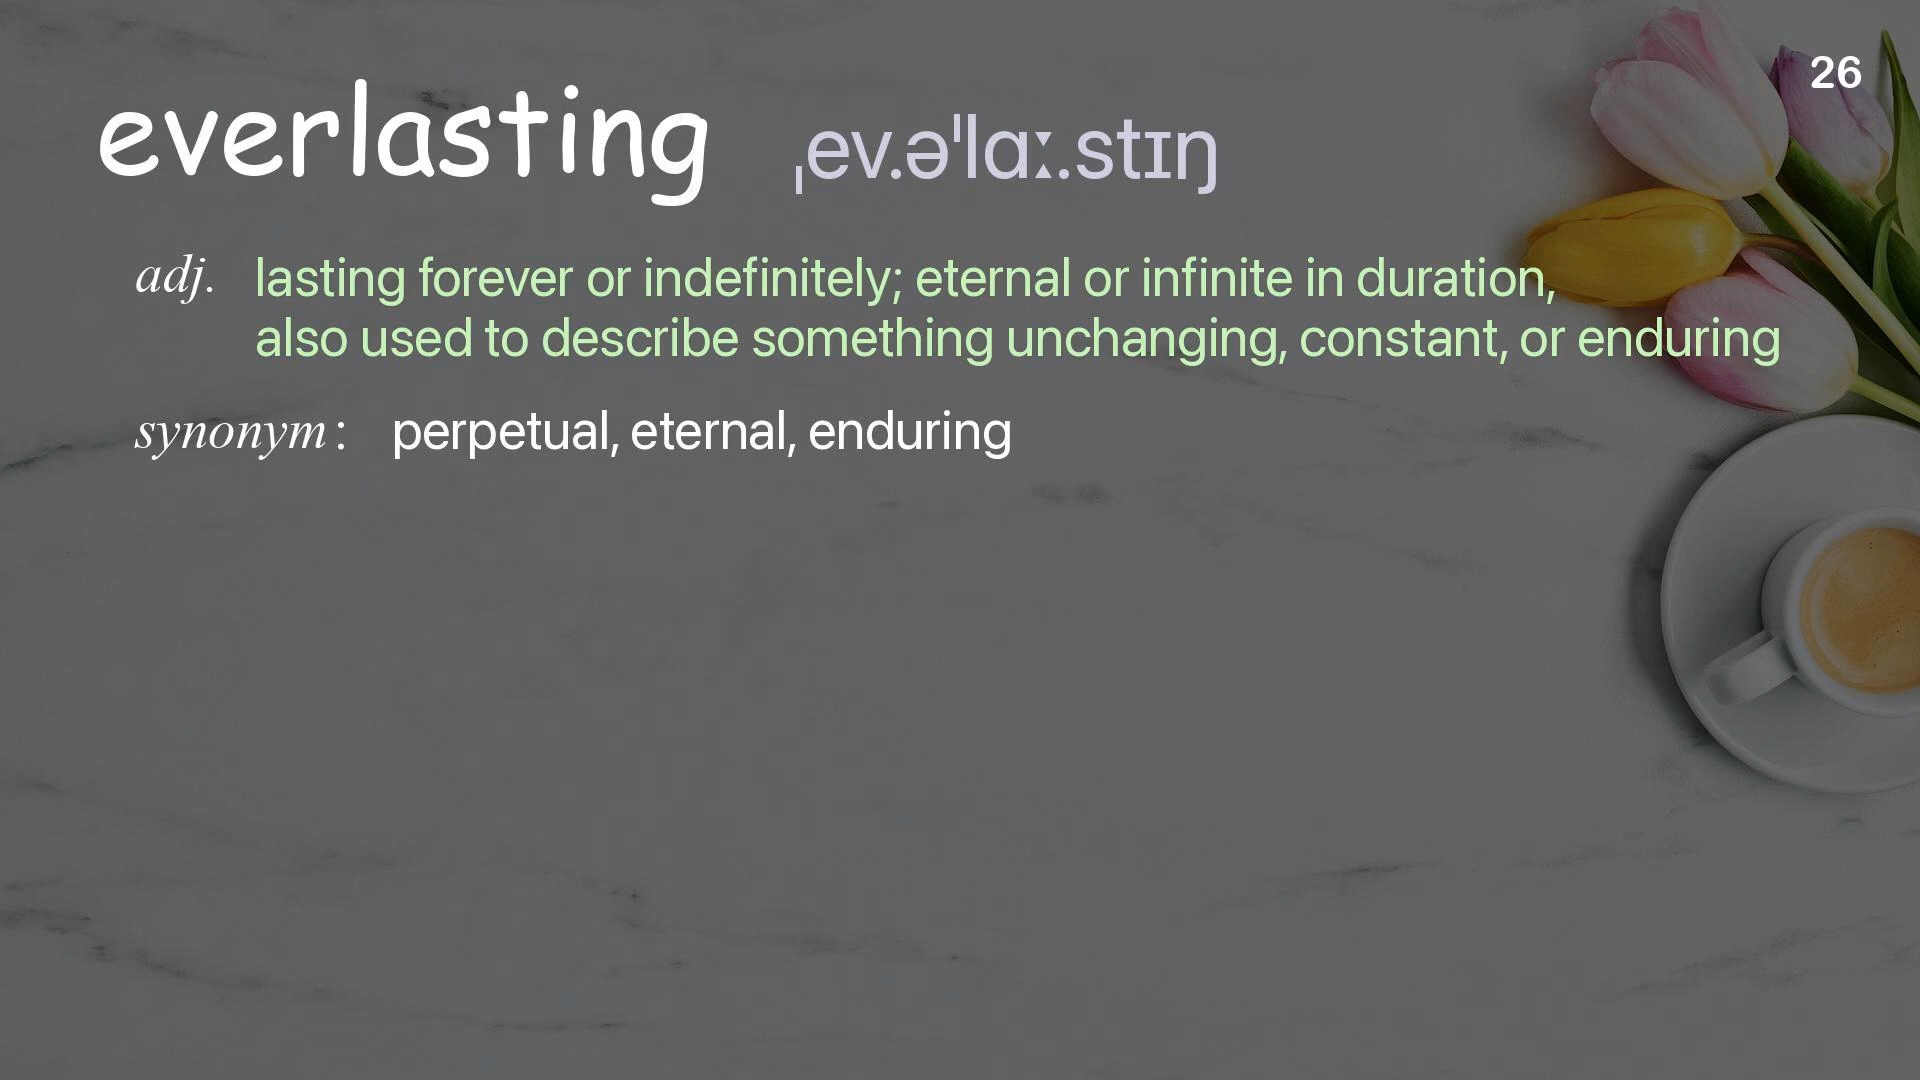 26
everlasting ˌev.əˈlɑː.stɪŋ
adj. lasting forever or indefinitely; eternal or infinite in duration,
also used to describe something unchanging, constant, or enduring
synonym: perpetual, eternal, enduring